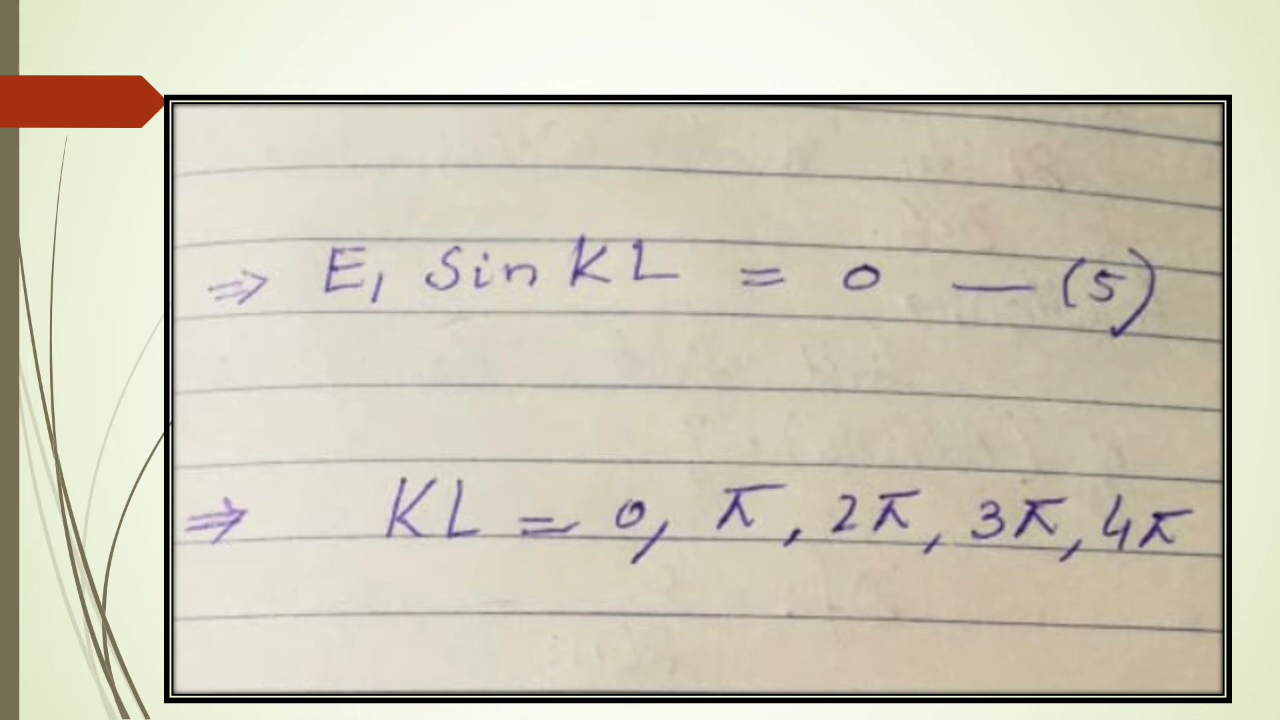 ⇒ E₁ Sin KL = 0 — (5)
⇒ KL = 0, π, 2π, 3π, 4π